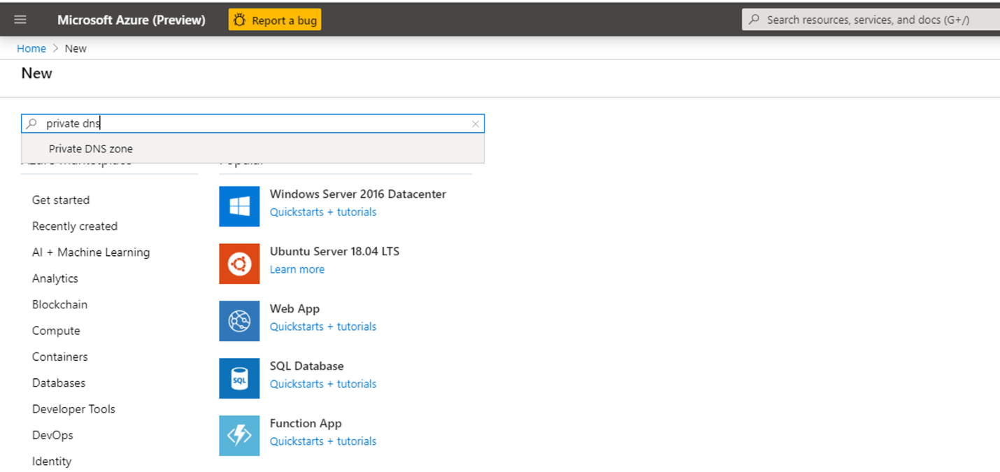 Microsoft Azure (Preview)
Report a bug
Search resources, services, and docs (G+/)
Home > New
New
private dns
Private DNS zone
Get started
Recently created
AI + Machine Learning
Analytics
Blockchain
Compute
Containers
Databases
Developer Tools
DevOps
Identity
Windows Server 2016 Datacenter
Quickstarts + tutorials
Ubuntu Server 18.04 LTS
Learn more
Web App
Quickstarts + tutorials
SQL
SQL Database
Quickstarts + tutorials
Function App
Quickstarts + tutorials